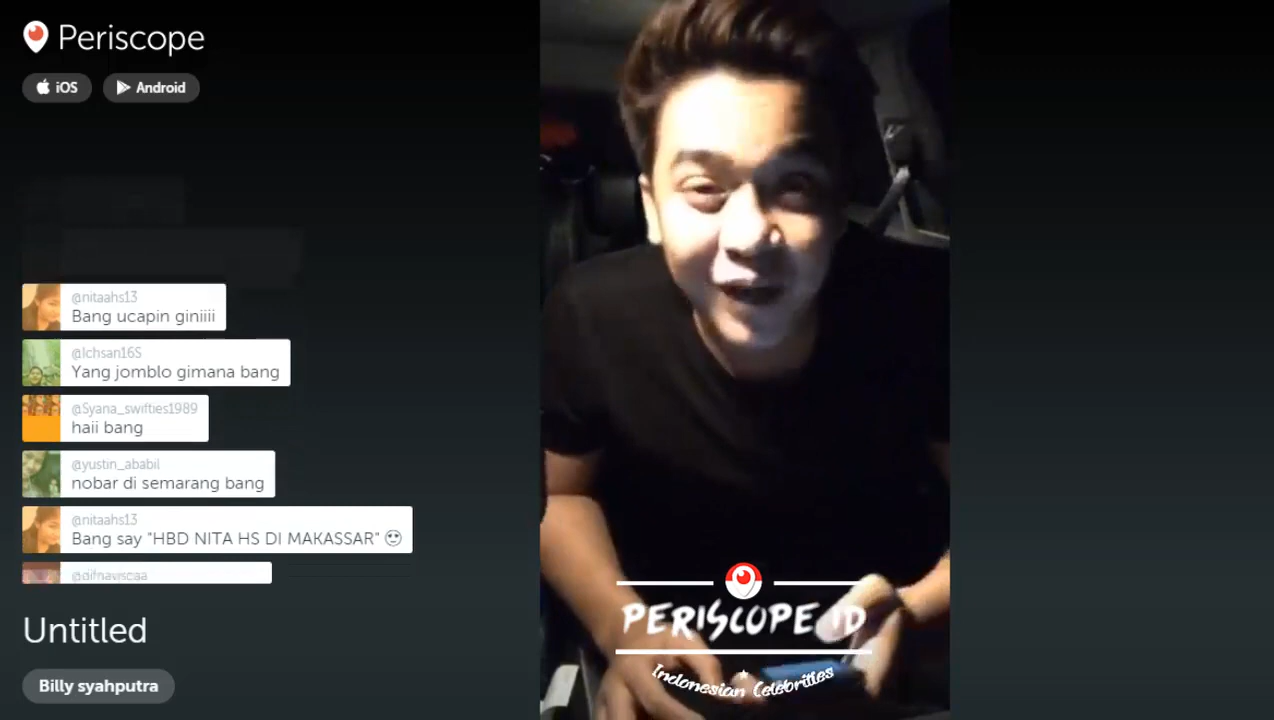 Periscope
iOS
Android
@nitaahs13
Bang ucapin giniiii
@Ichsan16S
Yang jomblo gimana bang
@Syana_swifties1989
haii bang
@yustin_ababil
nobar di semarang bang
@nitaahs13
Bang say "HBD NITA HS DI MAKASSAR"
Untitled
Billy syahputra
PERISCOPE ID
Indonesian Celebrities